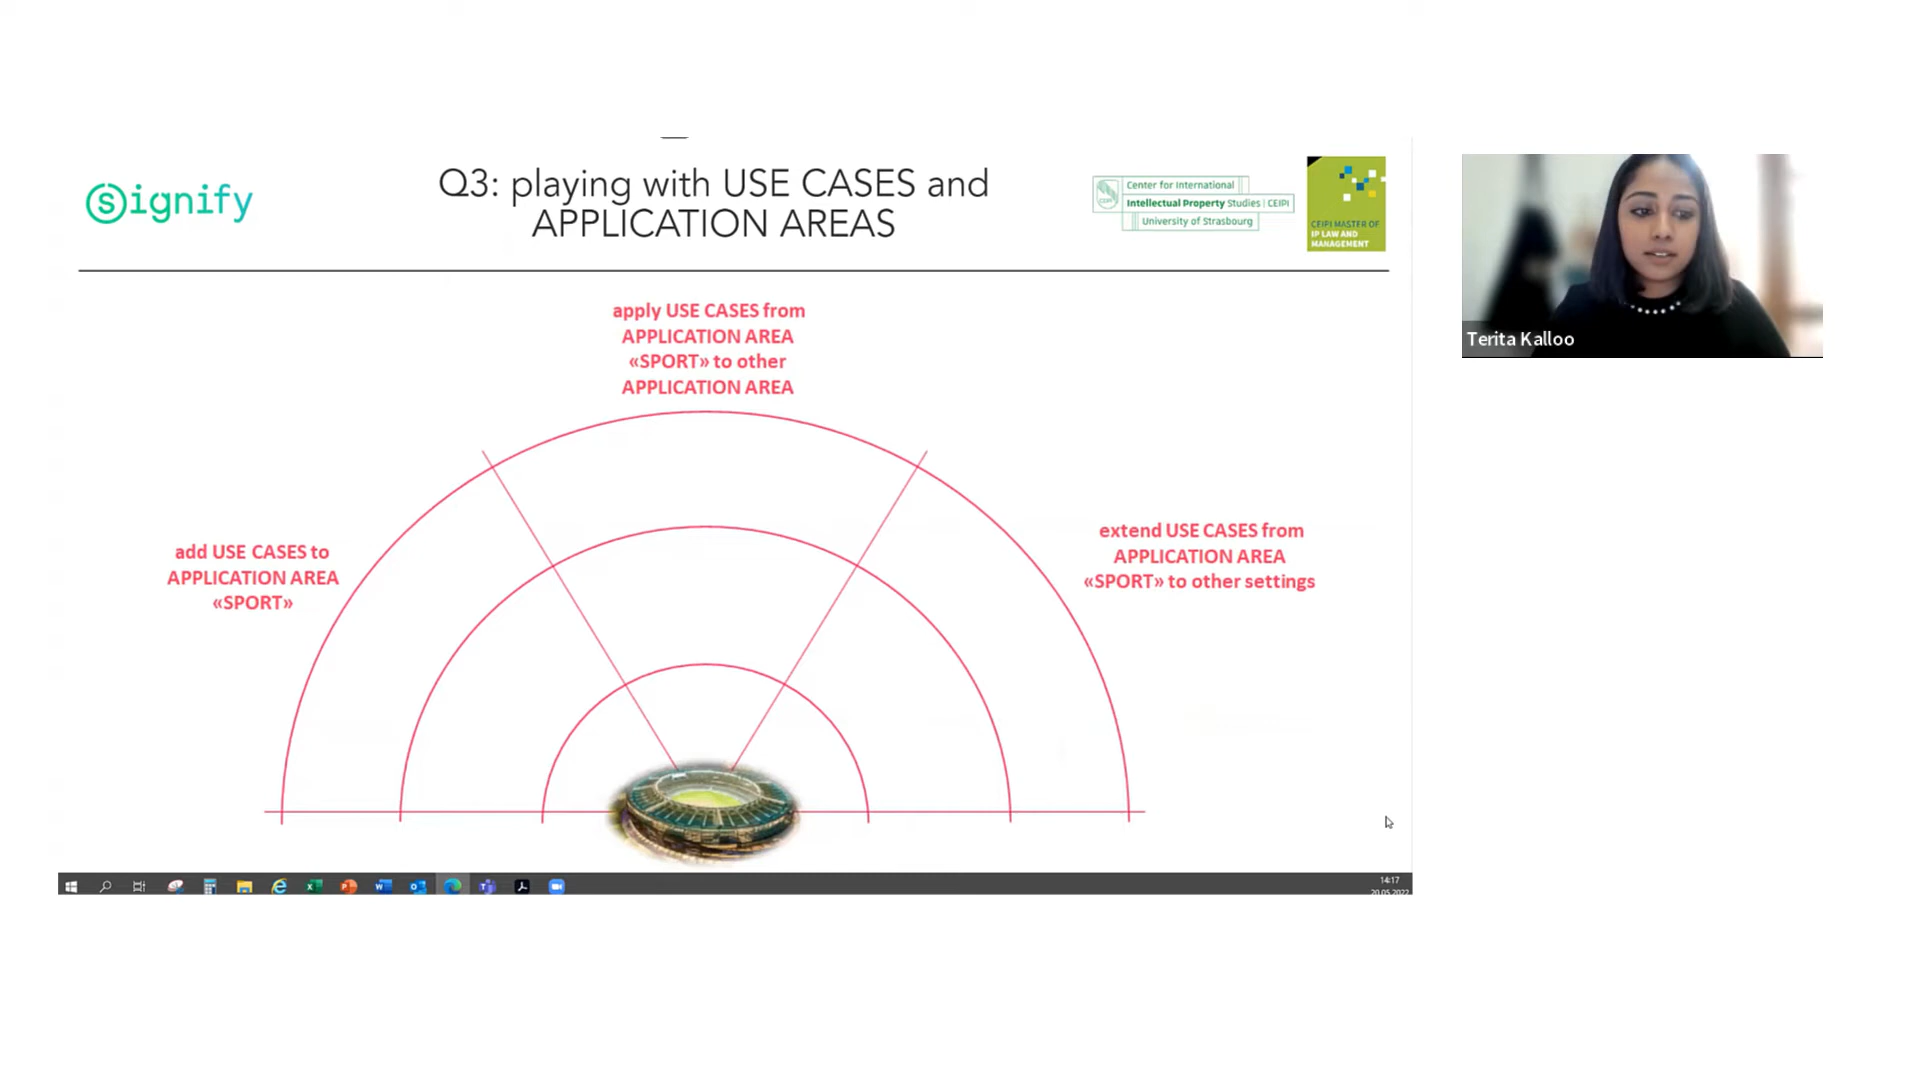 signify
Q3: playing with USE CASES and
APPLICATION AREAS
Center for International
Intellectual Property Studies | CEIPI
University of Strasbourg
CEIPI MASTER OF
IP LAW AND
MANAGEMENT
Terita Kalloo
apply USE CASES from
APPLICATION AREA
«SPORT» to other
APPLICATION AREA
add USE CASES to
APPLICATION AREA
«SPORT»
extend USE CASES from
APPLICATION AREA
«SPORT» to other settings
14:17
20.05.2022